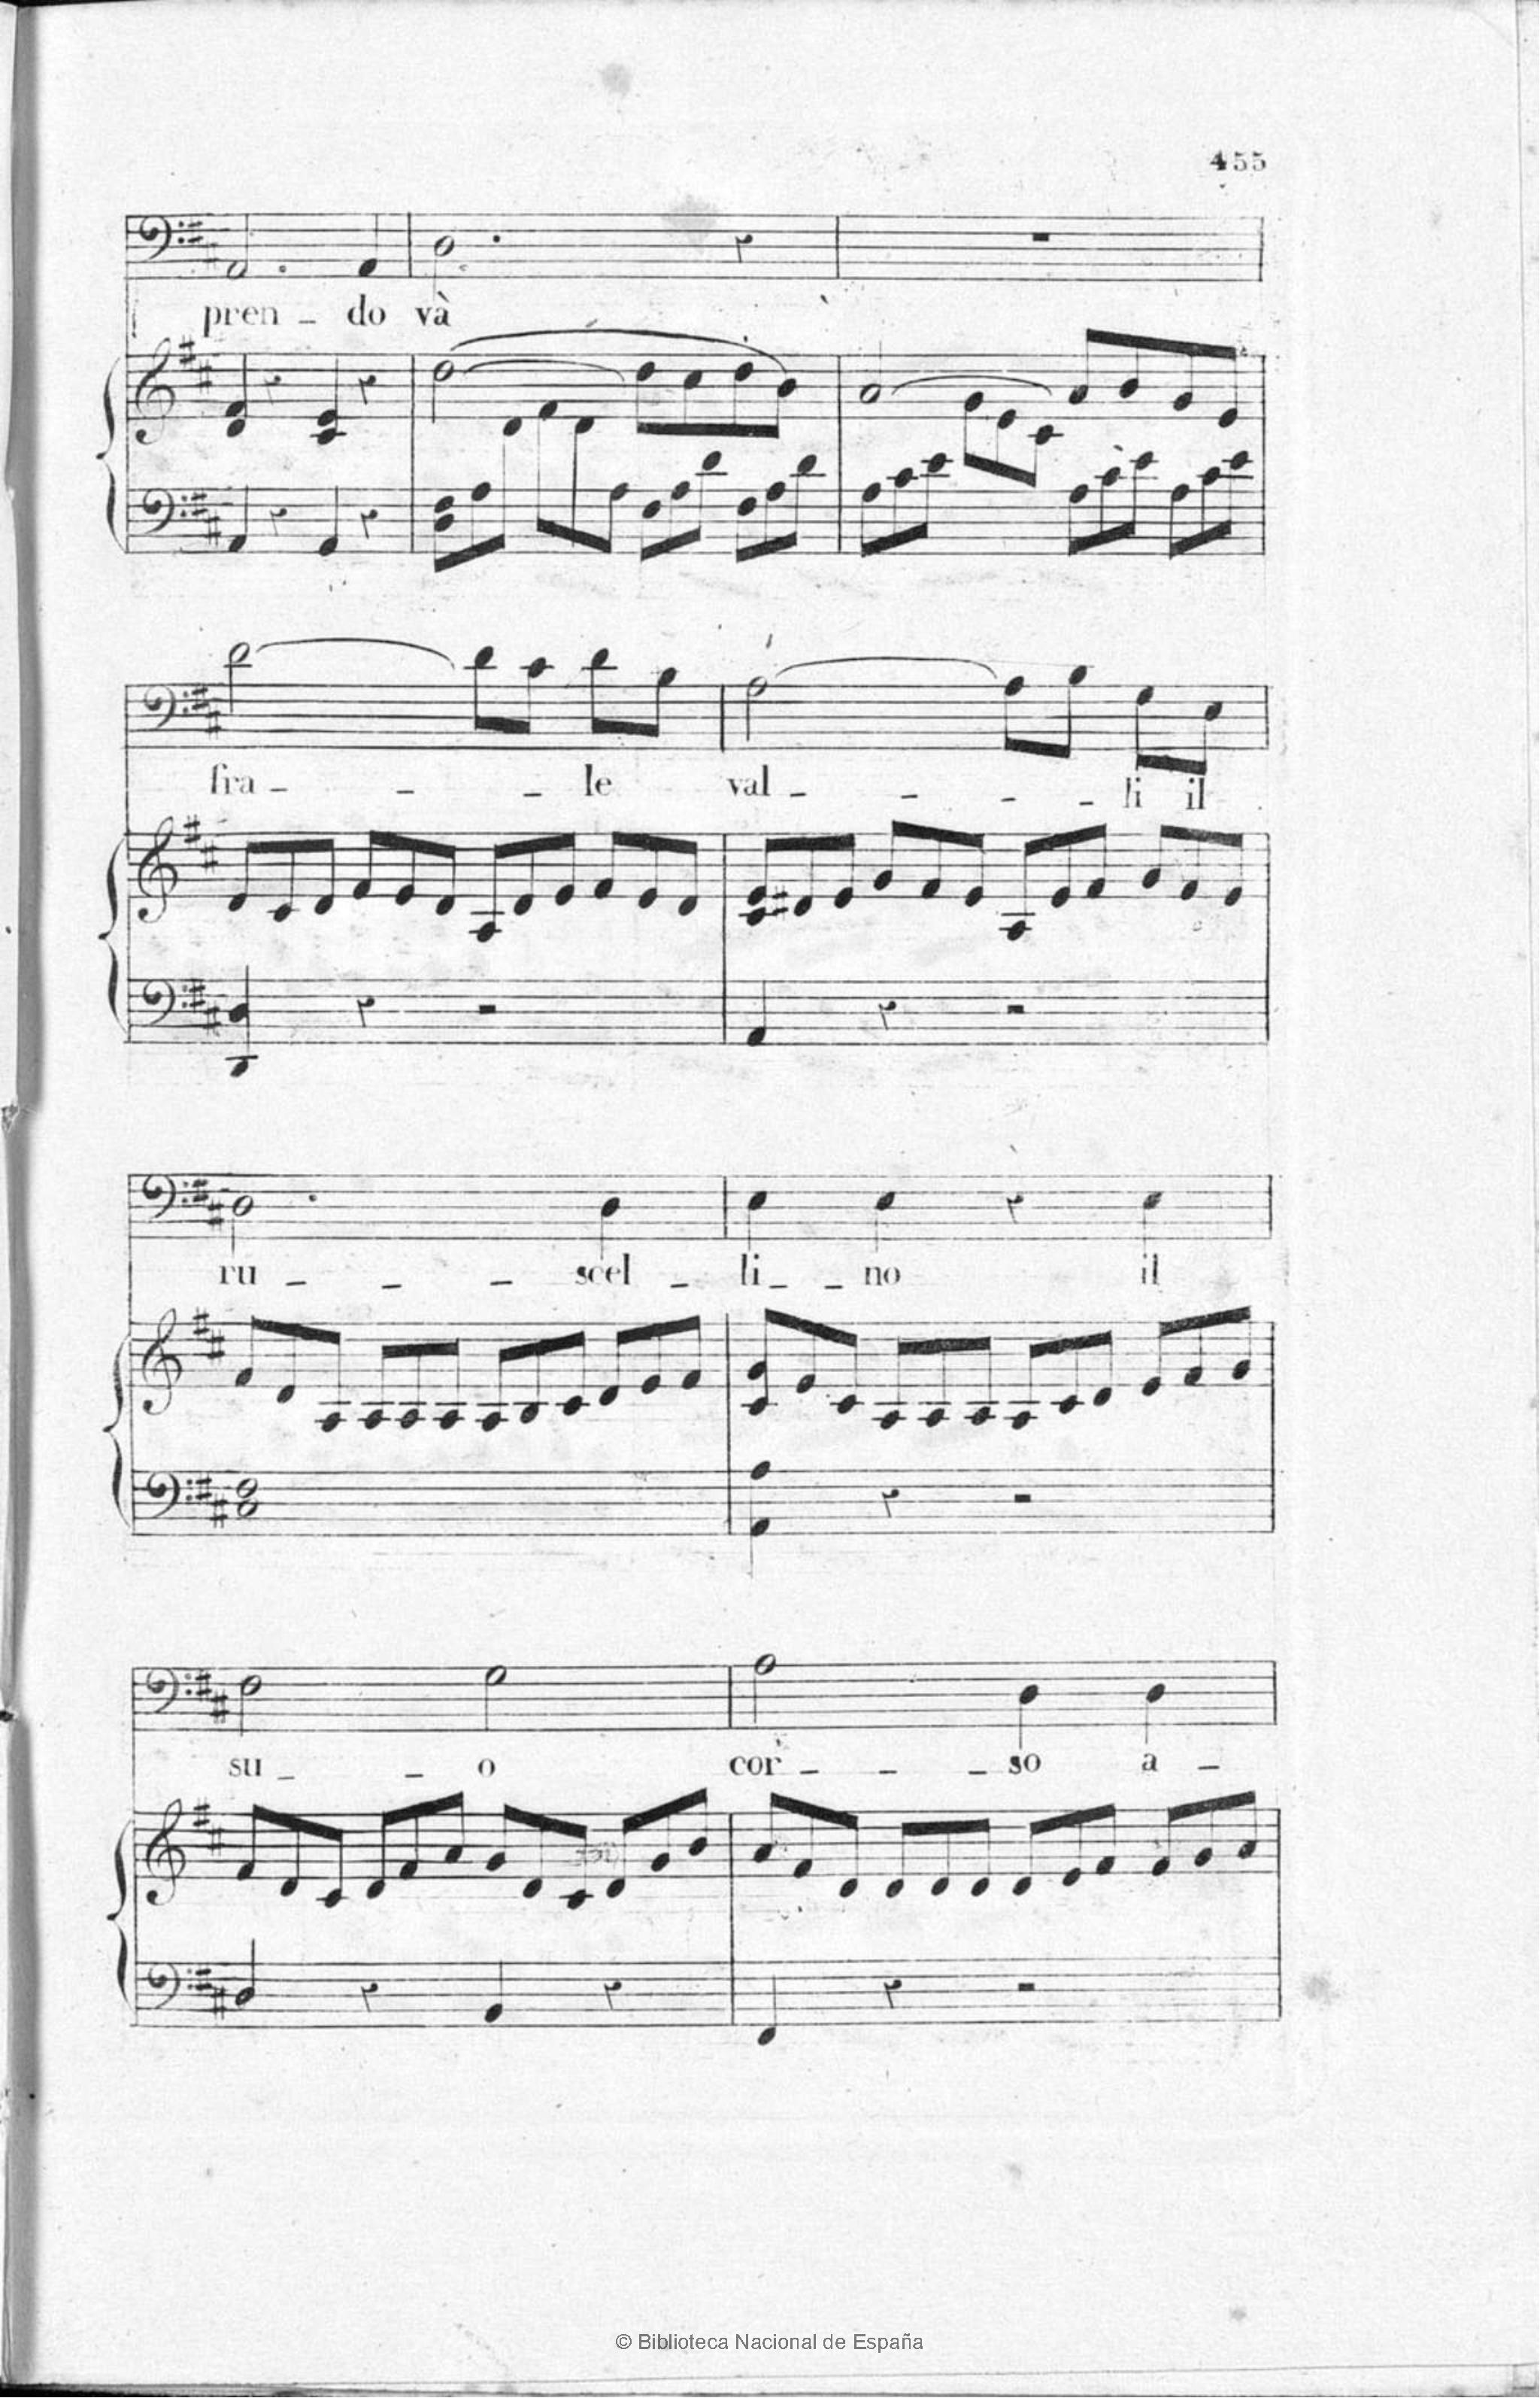 455
pren _ do và
fra _ _ _ le val _ _ _ _ li il
ru _ _ _ scel _ li _ _ no il
su _ _ o cor _ _ _ so a _
© Biblioteca Nacional de España